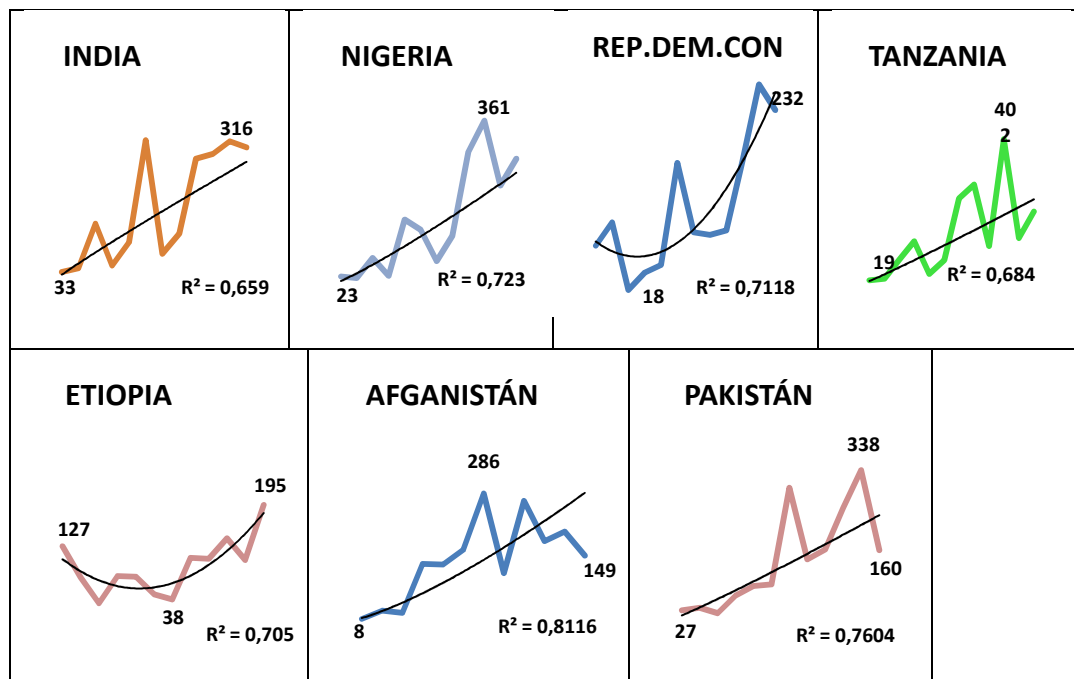 INDIA
316
33
R² = 0,659
NIGERIA
361
23
R² = 0,723
REP.DEM.CON
232
18
R² = 0,7118
TANZANIA
40
2
19
R² = 0,684
ETIOPIA
127
195
38
R² = 0,705
AFGANISTÁN
286
149
8
R² = 0,8116
PAKISTÁN
338
160
27
R² = 0,7604